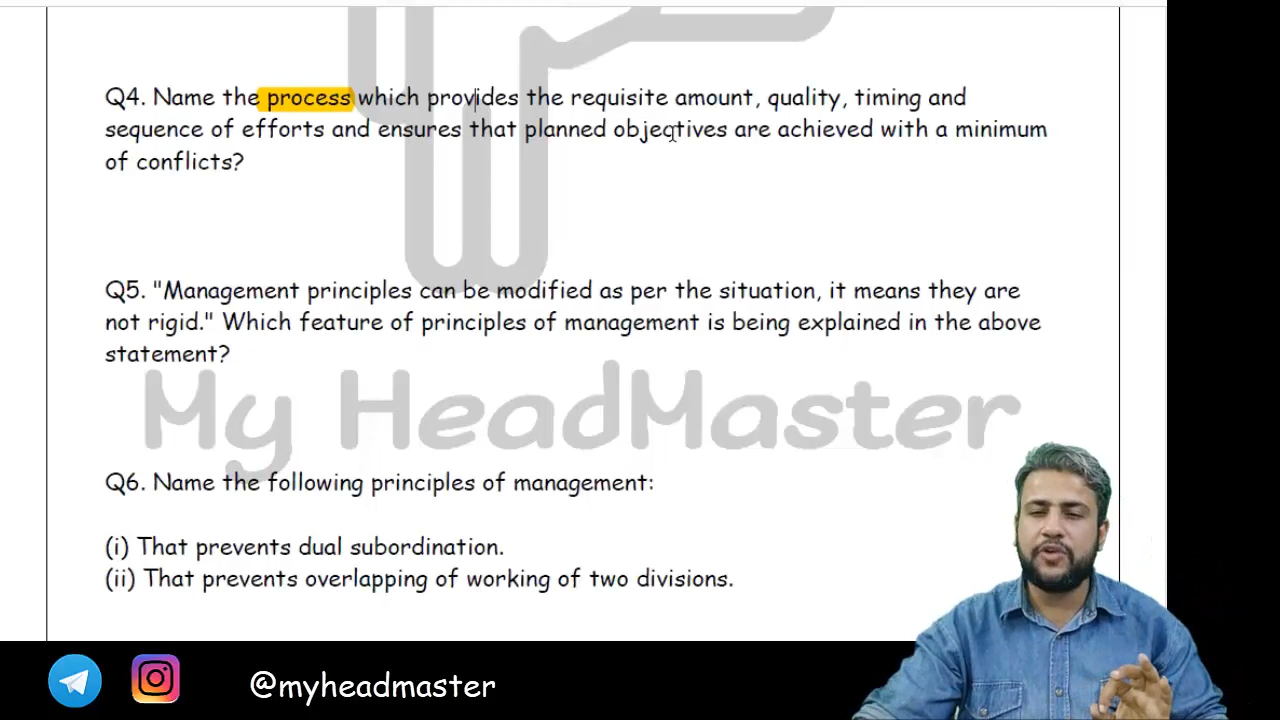 Q4. Name the process which provides the requisite amount, quality, timing and
sequence of efforts and ensures that planned objectives are achieved with a minimum
of conflicts?
Q5. "Management principles can be modified as per the situation, it means they are
not rigid." Which feature of principles of management is being explained in the above
statement?
My HeadMaster
Q6. Name the following principles of management:
(i) That prevents dual subordination.
(ii) That prevents overlapping of working of two divisions.
@myheadmaster